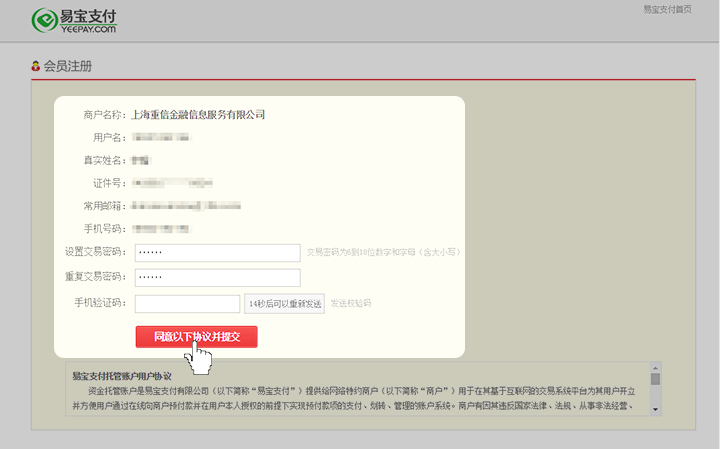 易宝支付
YEEPAY.COM
易宝支付首页
会员注册
商户名称：上海重信金融信息服务有限公司
用户名：
真实姓名：
证件号：
常用邮箱：
手机号码：
设置交易密码： ······ 交易密码为6到18位数字和字母（含大小写）
重复交易密码： ······
手机验证码： 14秒后可以重新发送 发送校验码
同意以下协议并提交
易宝支付托管账户用户协议
资金托管账户是易宝支付有限公司（以下简称“易宝支付”）提供给网络特约商户（以下简称“商户”）用于在其基于互联网的交易系统平台为其用户开立
并方便用户通过在线向商户预付款并在用户本人授权的前提下实现预付款项的支付、划转、管理的账户系统。商户有因其违反国家法律、法规、从事非法经营、